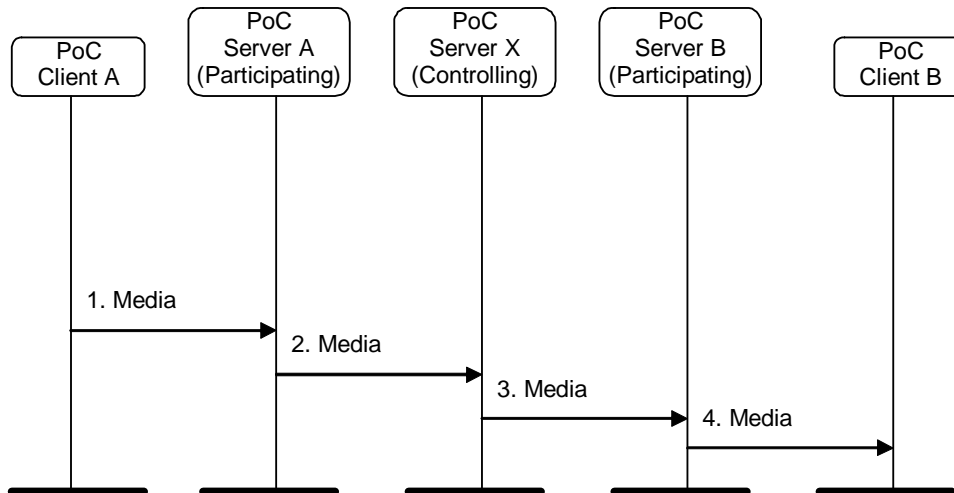 PoC
Client A
PoC
Server A
(Participating)
PoC
Server X
(Controlling)
PoC
Server B
(Participating)
PoC
Client B
1. Media
2. Media
3. Media
4. Media